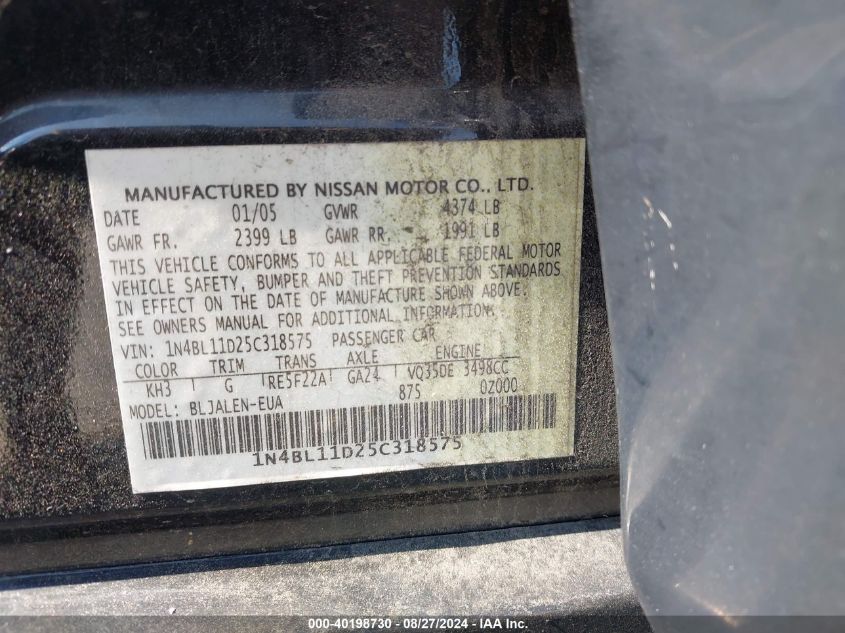 MANUFACTURED BY NISSAN MOTOR CO., LTD.
DATE 01/05 GVWR 4374 LB
GAWR FR. 2399 LB GAWR RR. 1991 LB
THIS VEHICLE CONFORMS TO ALL APPLICABLE FEDERAL MOTOR
VEHICLE SAFETY, BUMPER AND THEFT PREVENTION STANDARDS
IN EFFECT ON THE DATE OF MANUFACTURE SHOWN ABOVE.
SEE OWNERS MANUAL FOR ADDITIONAL INFORMATION.
VIN: 1N4BL11D25C318575 PASSENGER CAR
COLOR TRIM TRANS AXLE ENGINE
KH3 G RE5F22A GA24 VQ35DE 3498CC
875 0Z000
MODEL: BLJALEN-EUA
1N4BL11D25C318575
000-40198730 - 08/27/2024 - IAA, Inc.